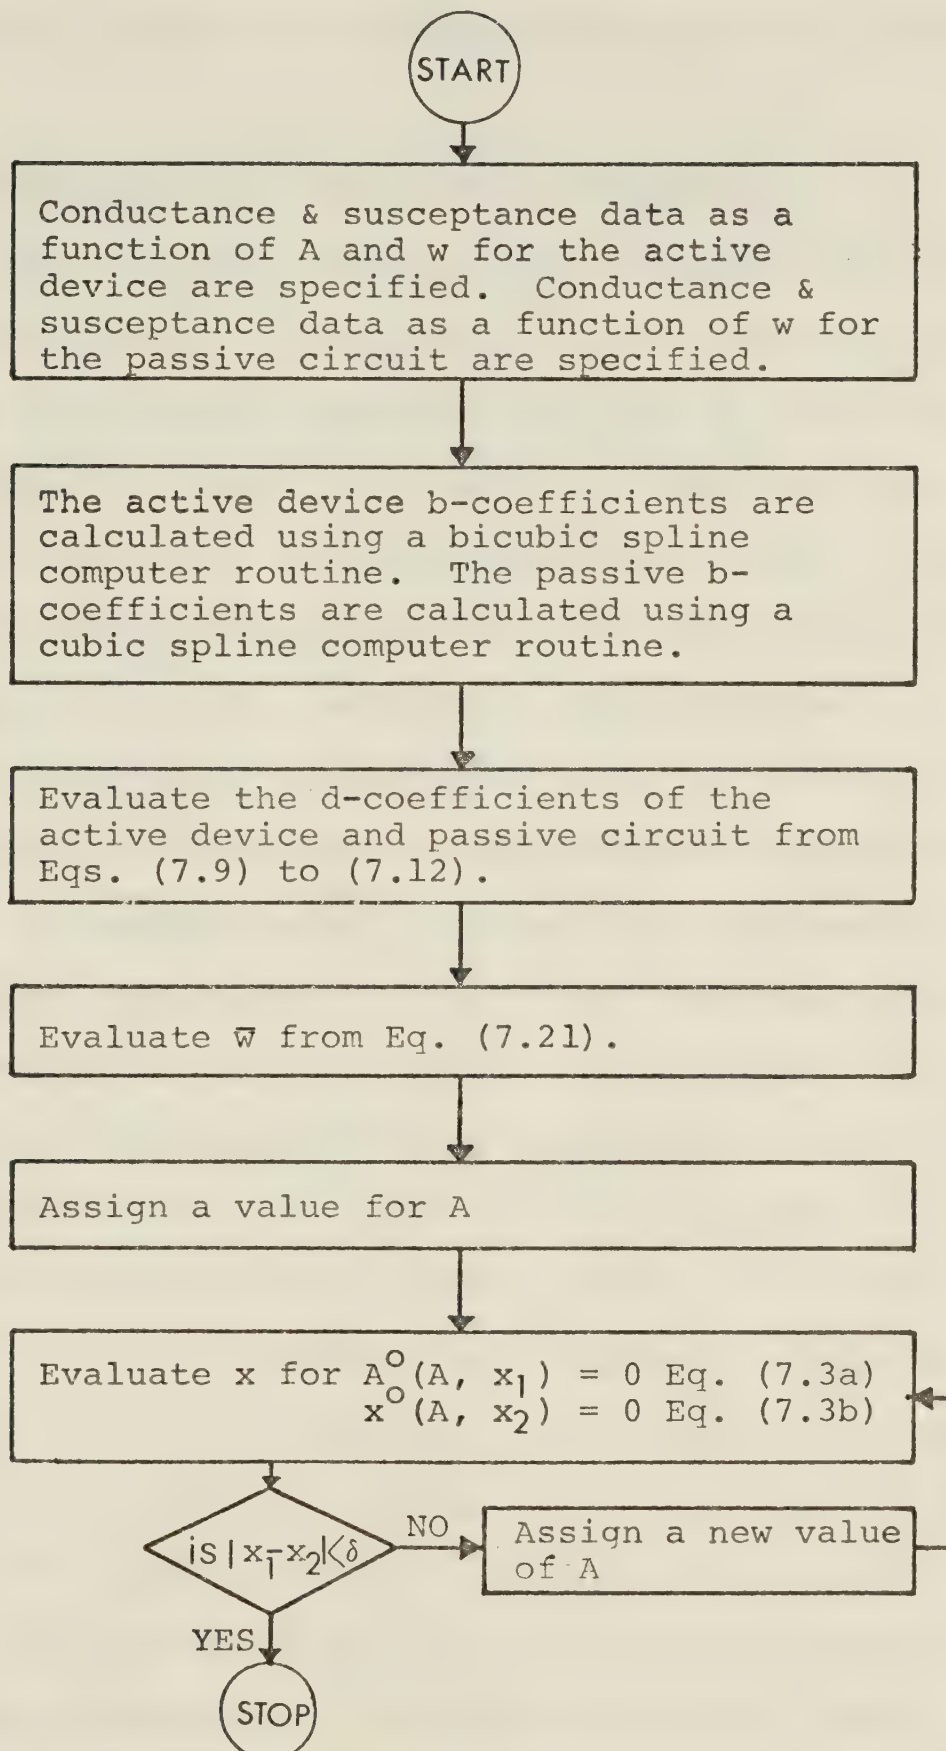 START
Conductance & susceptance data as a
function of A and w for the active
device are specified. Conductance &
susceptance data as a function of w for
the passive circuit are specified.
The active device b-coefficients are
calculated using a bicubic spline
computer routine. The passive b-
coefficients are calculated using a
cubic spline computer routine.
Evaluate the d-coefficients of the
active device and passive circuit from
Eqs. (7.9) to (7.12).
Evaluate w̅ from Eq. (7.21).
Assign a value for A
Evaluate x for A°(A, x₁) = 0 Eq. (7.3a)
x°(A, x₂) = 0 Eq. (7.3b)
is |x₁-x₂|<δ
NO
Assign a new value
of A
YES
STOP